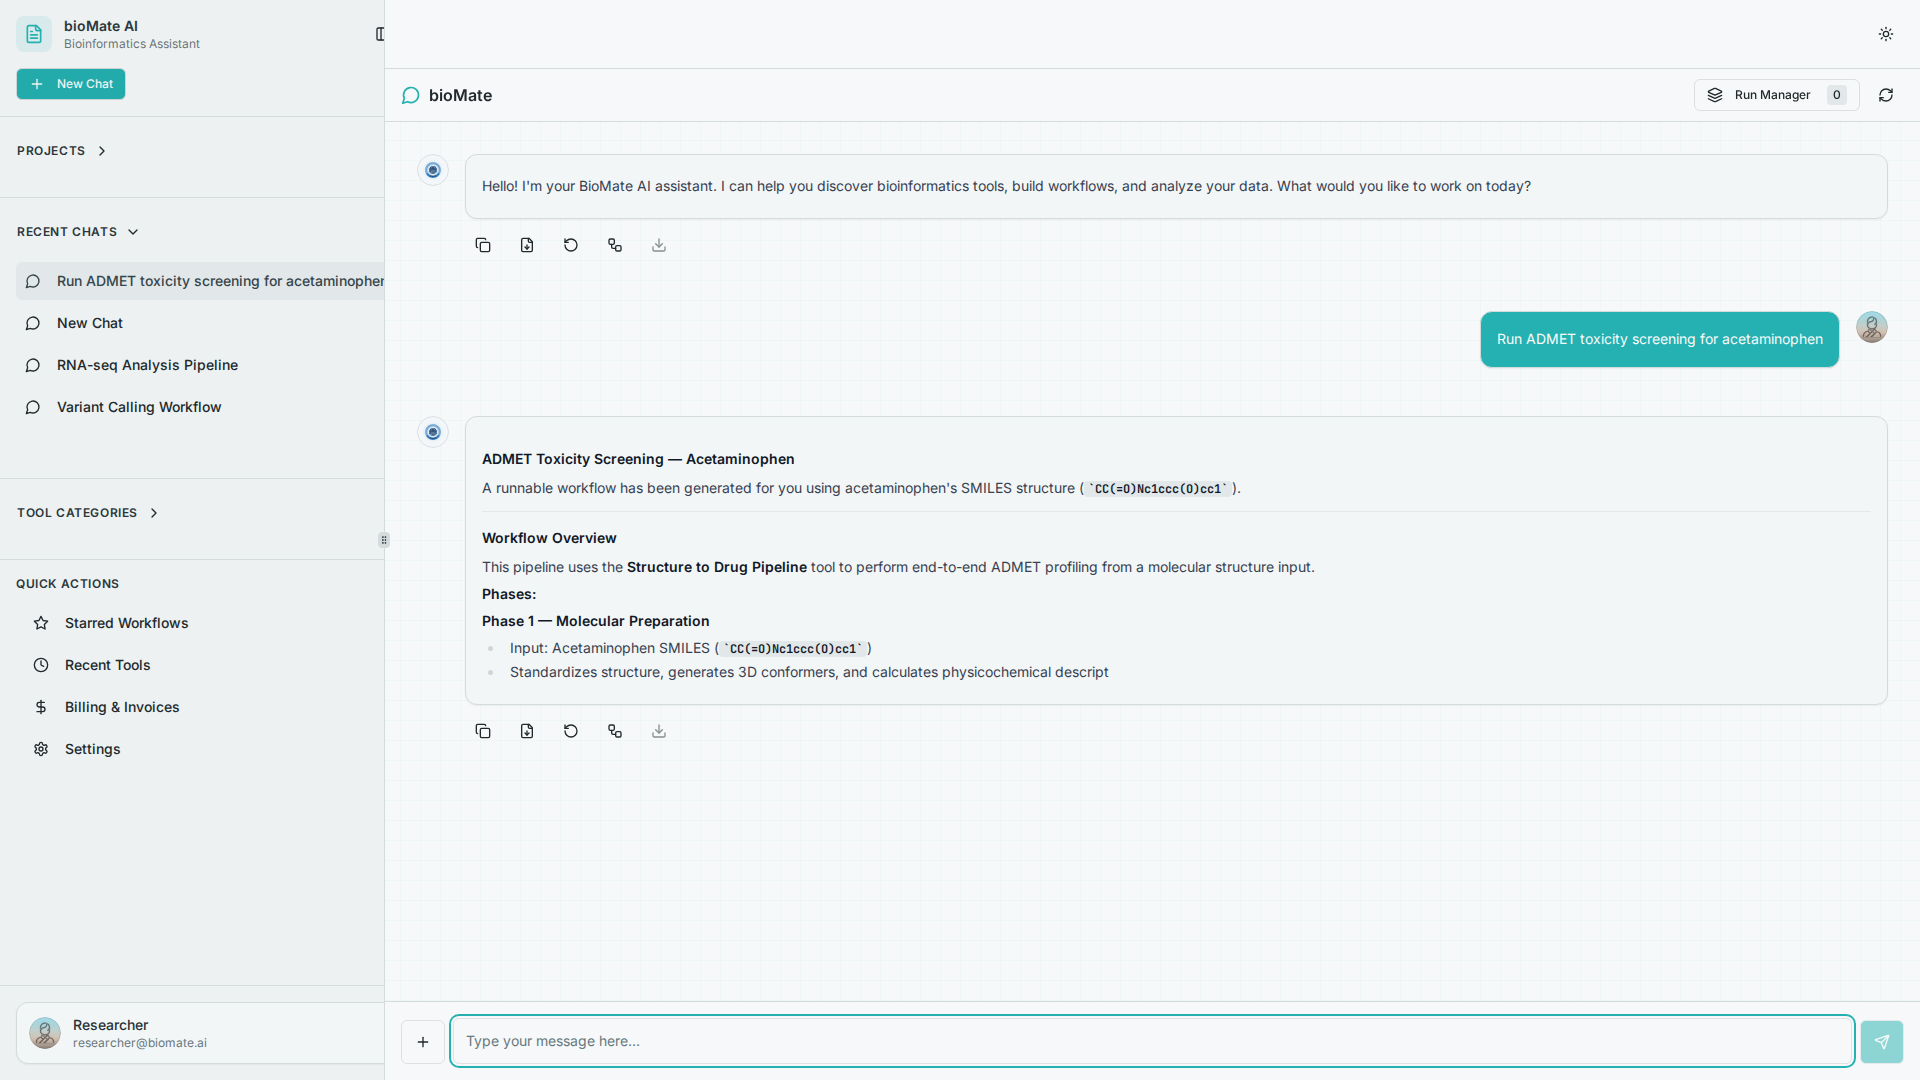 bioMate AI
Bioinformatics Assistant
New Chat
PROJECTS
RECENT CHATS
Run ADMET toxicity screening for acetaminophen
New Chat
RNA-seq Analysis Pipeline
Variant Calling Workflow
TOOL CATEGORIES
QUICK ACTIONS
Starred Workflows
Recent Tools
Billing & Invoices
Settings
Researcher
researcher@biomate.ai
bioMate
Run Manager 0
Hello! I'm your BioMate AI assistant. I can help you discover bioinformatics tools, build workflows, and analyze your data. What would you like to work on today?
Run ADMET toxicity screening for acetaminophen
ADMET Toxicity Screening — Acetaminophen
A runnable workflow has been generated for you using acetaminophen's SMILES structure (`CC(=O)Nc1ccc(O)cc1`).
Workflow Overview
This pipeline uses the Structure to Drug Pipeline tool to perform end-to-end ADMET profiling from a molecular structure input.
Phases:
Phase 1 — Molecular Preparation
Input: Acetaminophen SMILES (`CC(=O)Nc1ccc(O)cc1`)
Standardizes structure, generates 3D conformers, and calculates physicochemical descript
Type your message here...